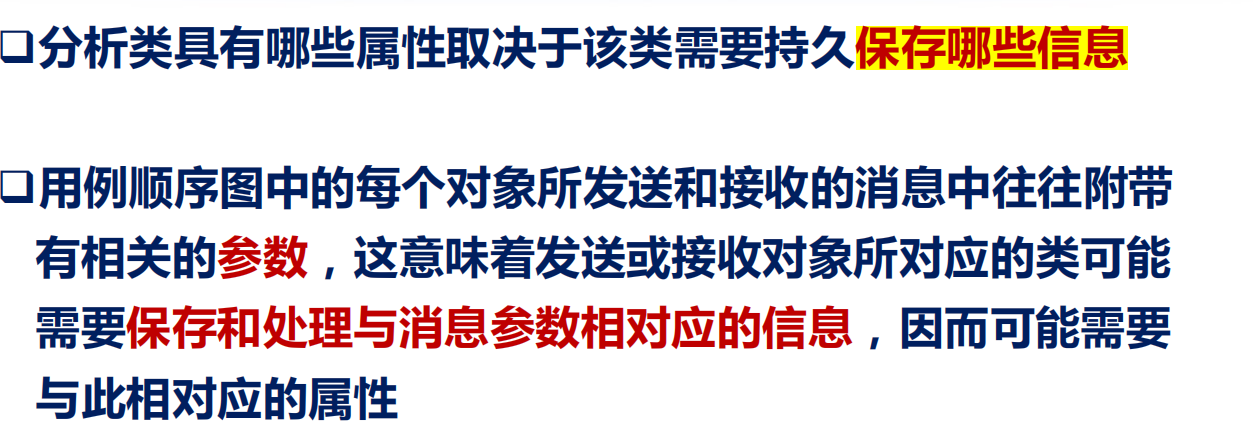 ❑分析类具有哪些属性取决于该类需要持久保存哪些信息
❑用例顺序图中的每个对象所发送和接收的消息中往往附带
有相关的参数，这意味着发送或接收对象所对应的类可能
需要保存和处理与消息参数相对应的信息，因而可能需要
与此相对应的属性